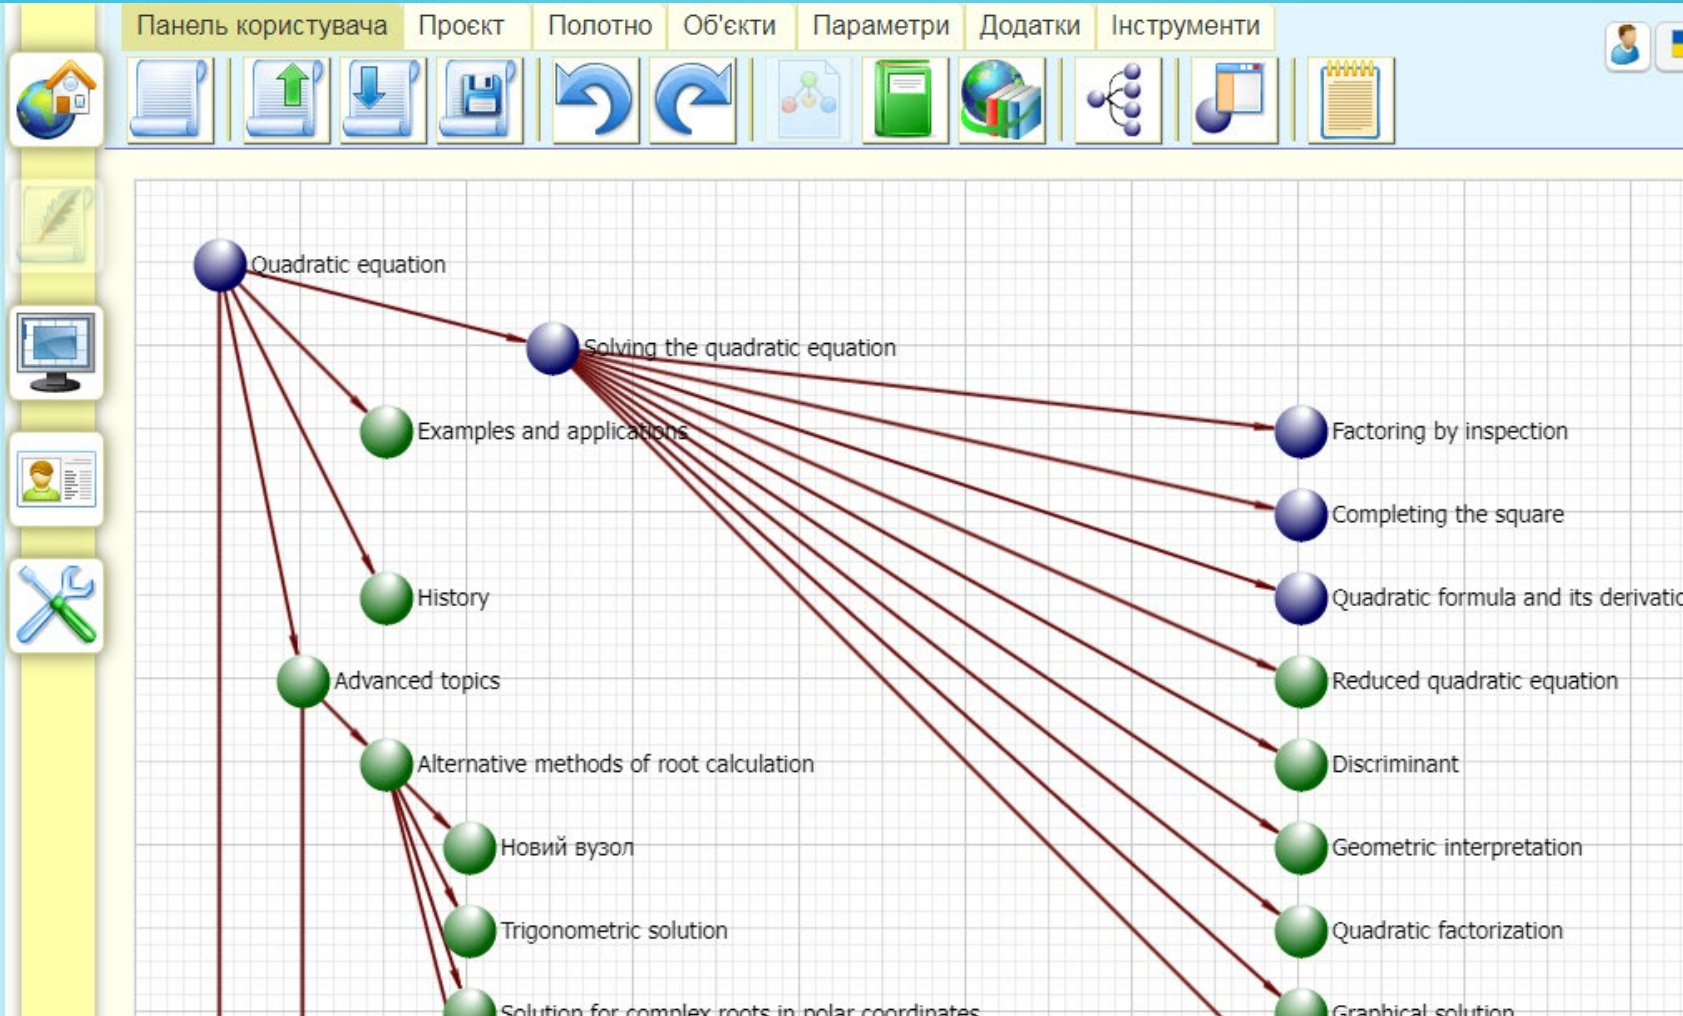 Панель користувача
Проєкт
Полотно
Об'єкти
Параметри
Додатки
Інструменти
Quadratic equation
Solving the quadratic equation
Examples and applications
Factoring by inspection
Completing the square
History
Quadratic formula and its derivatio
Advanced topics
Reduced quadratic equation
Alternative methods of root calculation
Discriminant
Новий вузол
Geometric interpretation
Trigonometric solution
Quadratic factorization
Solution for complex roots in polar coordinates
Graphical solution